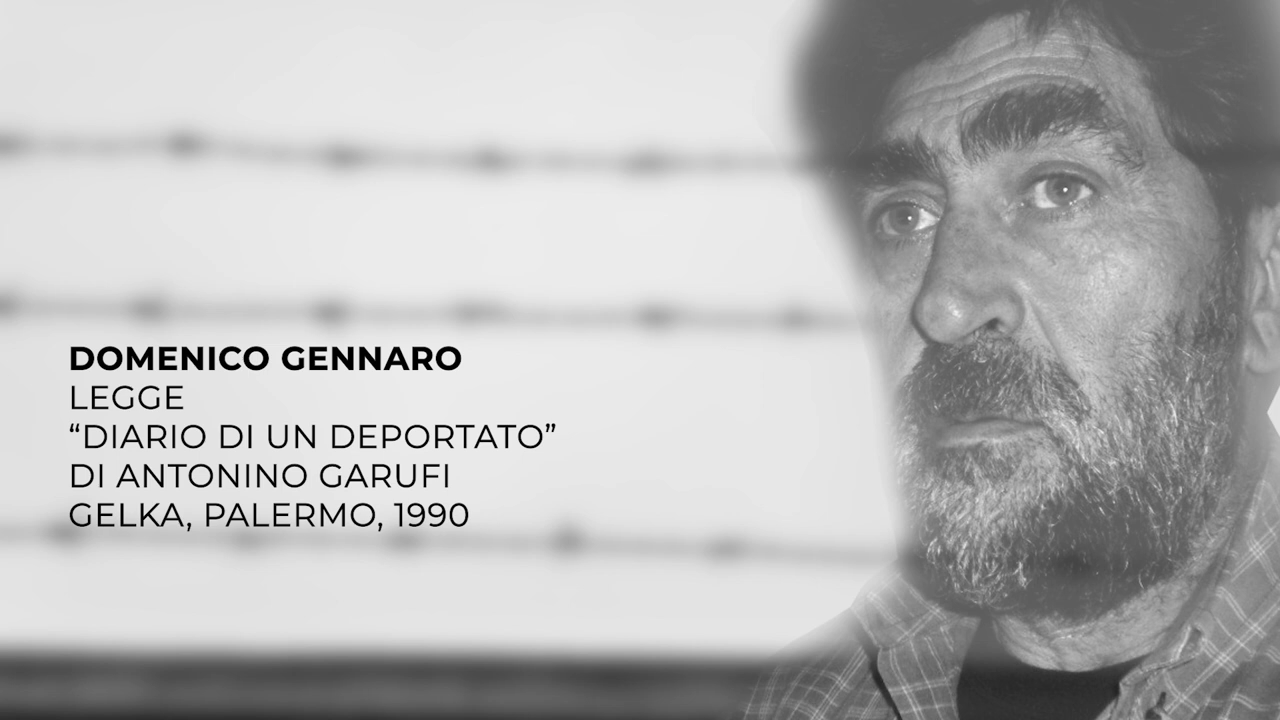 DOMENICO GENNARO
LEGGE
“DIARIO DI UN DEPORTATO”
DI ANTONINO GARUFI
GELKA, PALERMO, 1990